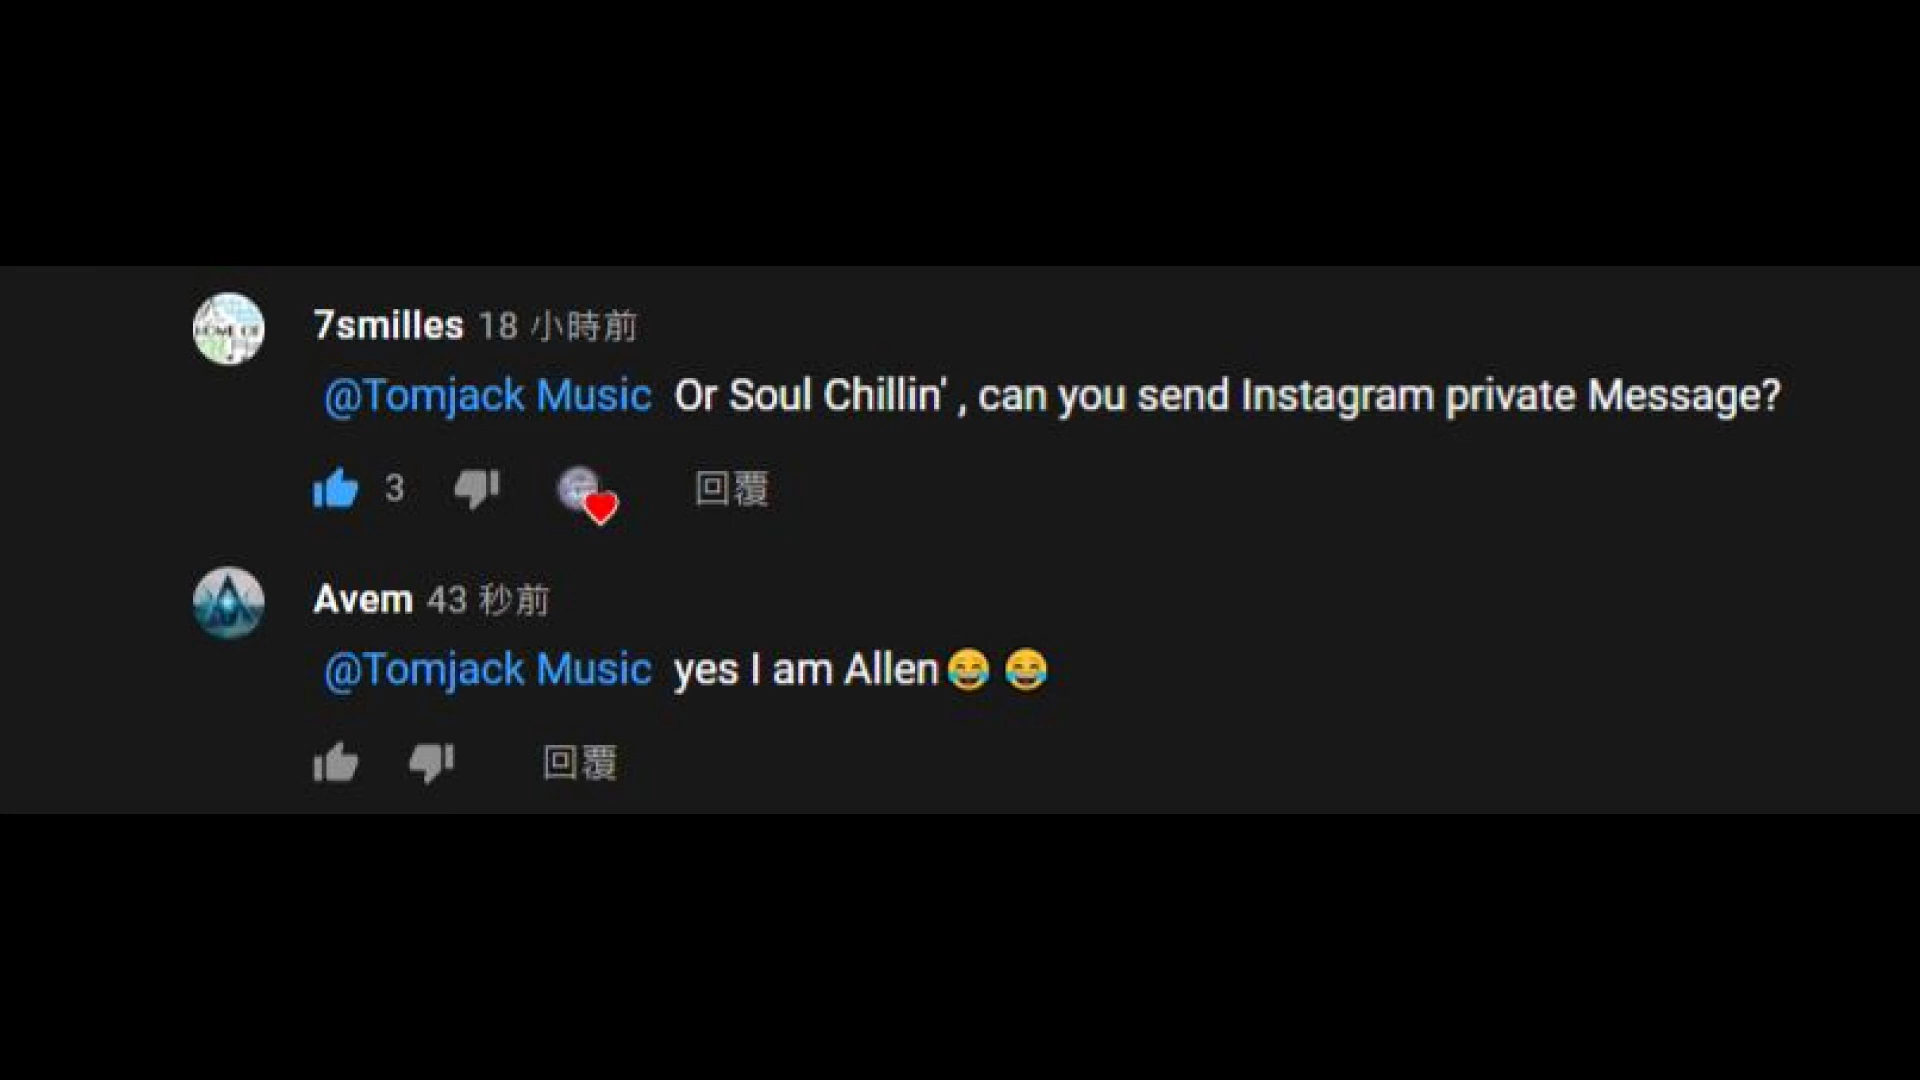 7smilles 18 小時前
@Tomjack Music Or Soul Chillin' , can you send Instagram private Message?
3 回覆
Avem 43 秒前
@Tomjack Music yes I am Allen😂 😂
回覆